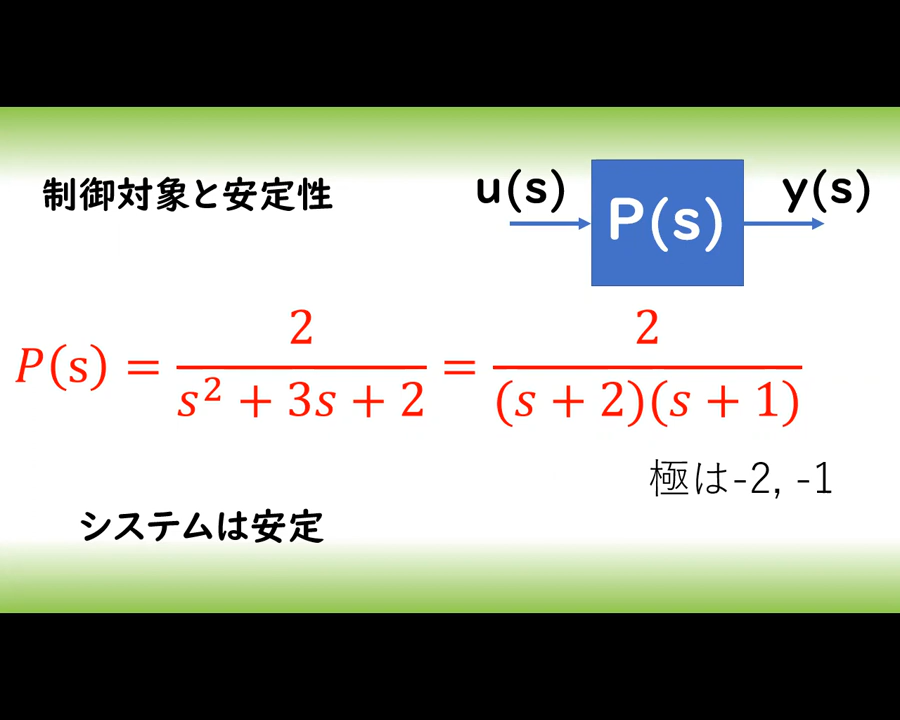 制御対象と安定性
u(s)
P(s)
y(s)
P(s) = 2 / (s² + 3s + 2) = 2 / ((s + 2)(s + 1))
極は-2, -1
システムは安定